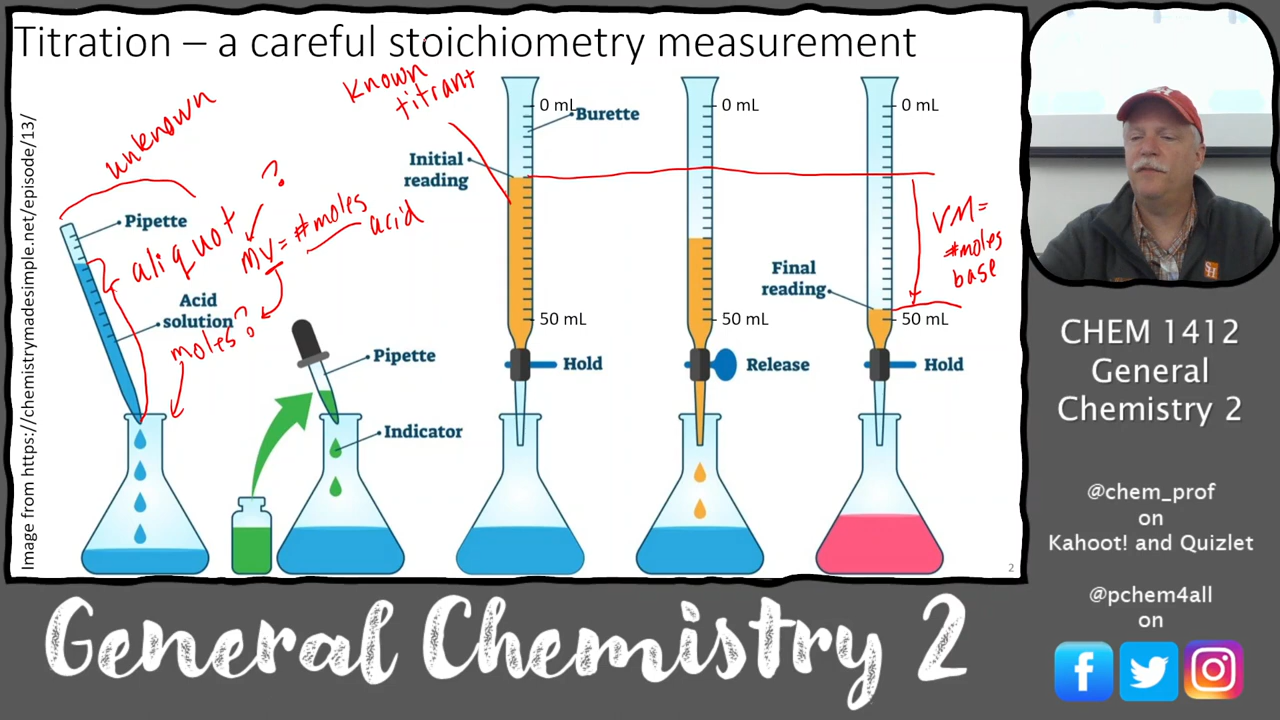 Titration – a careful stoichiometry measurement
Image from https://chemistrymadesimple.net/episode/13/
unknown
Pipette
aliquot
Acid
solution
moles?
?
MV = #moles
acid
Pipette
Indicator
known
titrant
0 mL
Burette
Initial
reading
50 mL
Hold
50 mL
Release
0 mL
VM =
#moles
base
Final
reading
50 mL
Hold
2
SH
CHEM 1412
General
Chemistry 2
@chem_prof
on
Kahoot! and Quizlet
@pchem4all
on
General Chemistry 2